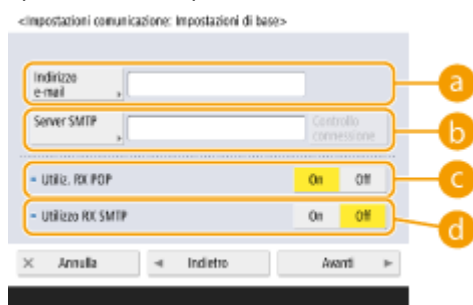 <Impostazioni comunicazione: Impostazioni di base>
Indirizzo
e-mail
a
Server SMTP
Controllo
connessione
b
Utiliz. RX POP
On
Off
c
Utilizzo RX SMTP
On
Off
d
Annulla
Indietro
Avanti